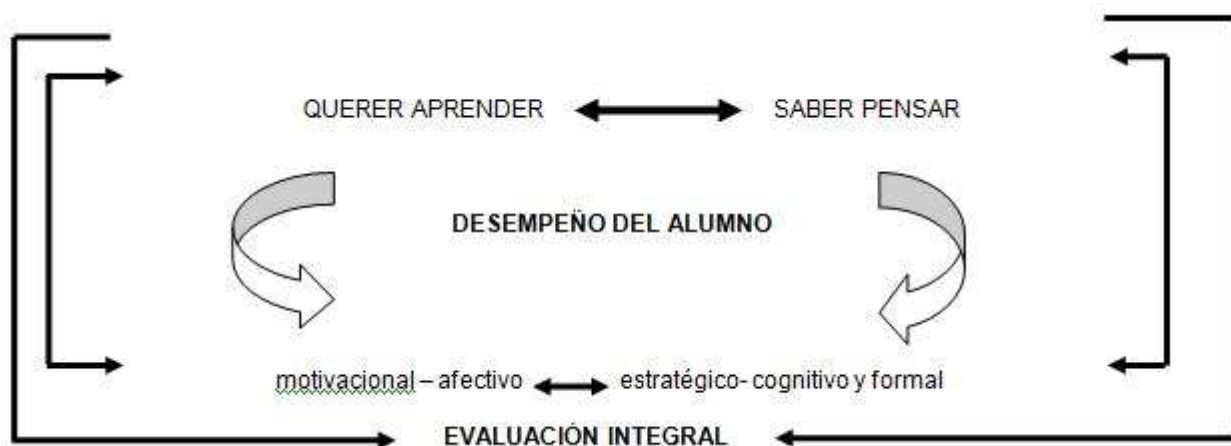 QUERER APRENDER SABER PENSAR
DESEMPEÑO DEL ALUMNO
motivacional – afectivo estratégico- cognitivo y formal
EVALUACIÓN INTEGRAL